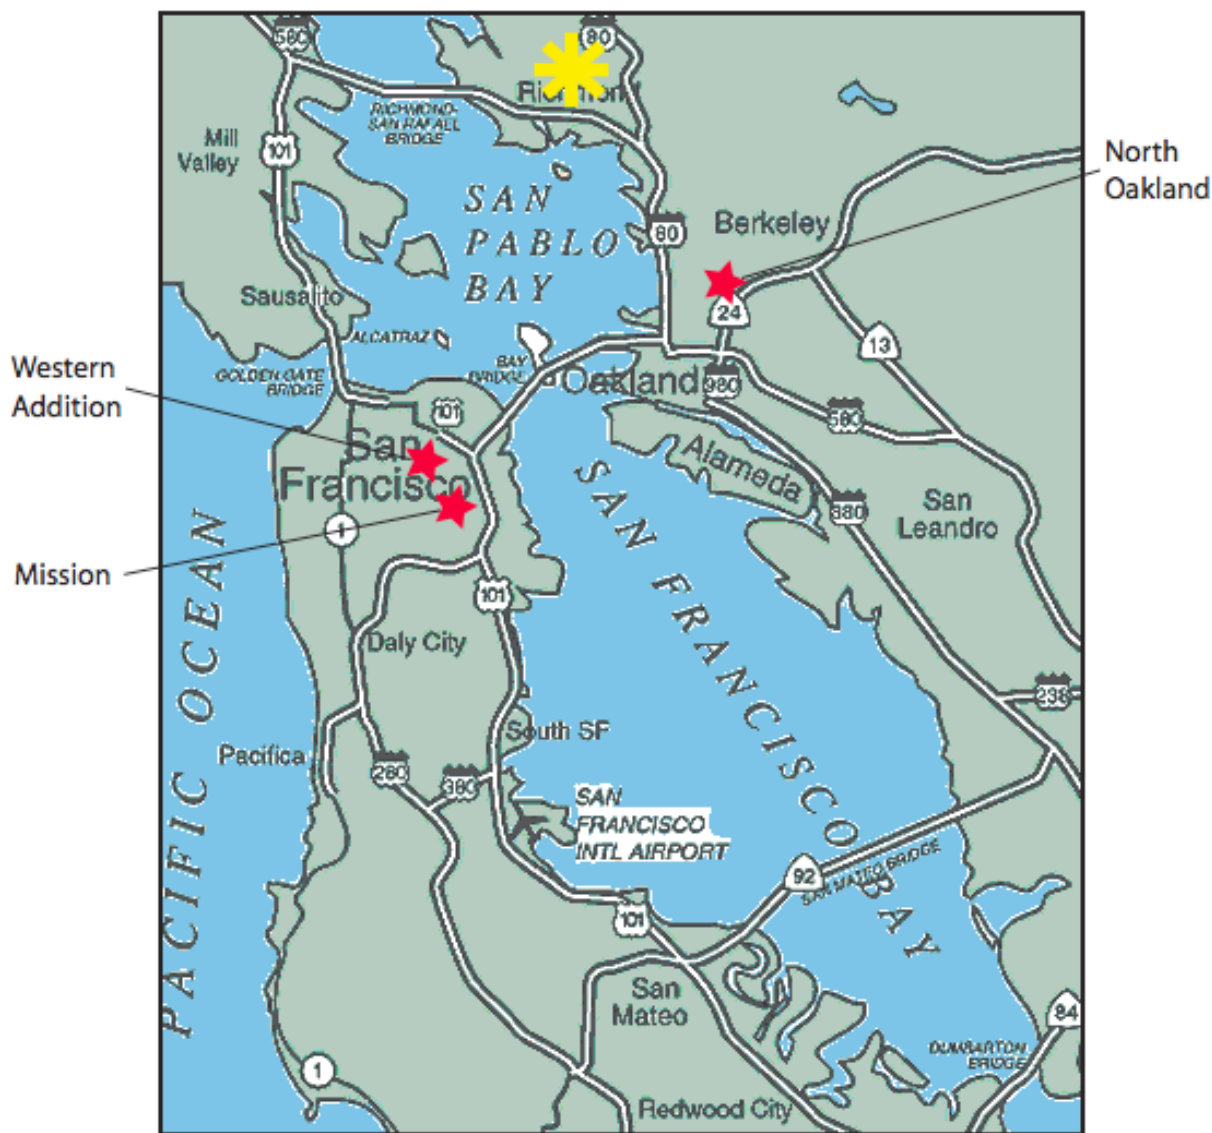 580
80
Richmond
RICHMOND-
SAN RAFALL
BRIDGE
Mill
Valley
101
North
Oakland
SAN
PABLO
BAY
80
Berkeley
Sausalito
24
ALCATRAZ
13
Western
Addition
GOLDEN GATE
BRIDGE
BAY
BRIDGE
Oakland
980
101
580
San
Francisco
Alameda
880
San
Leandro
1
Mission
101
Daly City
SAN FRANCISCO BAY
PACIFIC OCEAN
238
South SF
Pacifica
280
380
SAN
FRANCISCO
INTL AIRPORT
92
SAN MATEO BRIDGE
101
San
Mateo
84
DUMBARTON
BRIDGE
1
Redwood City